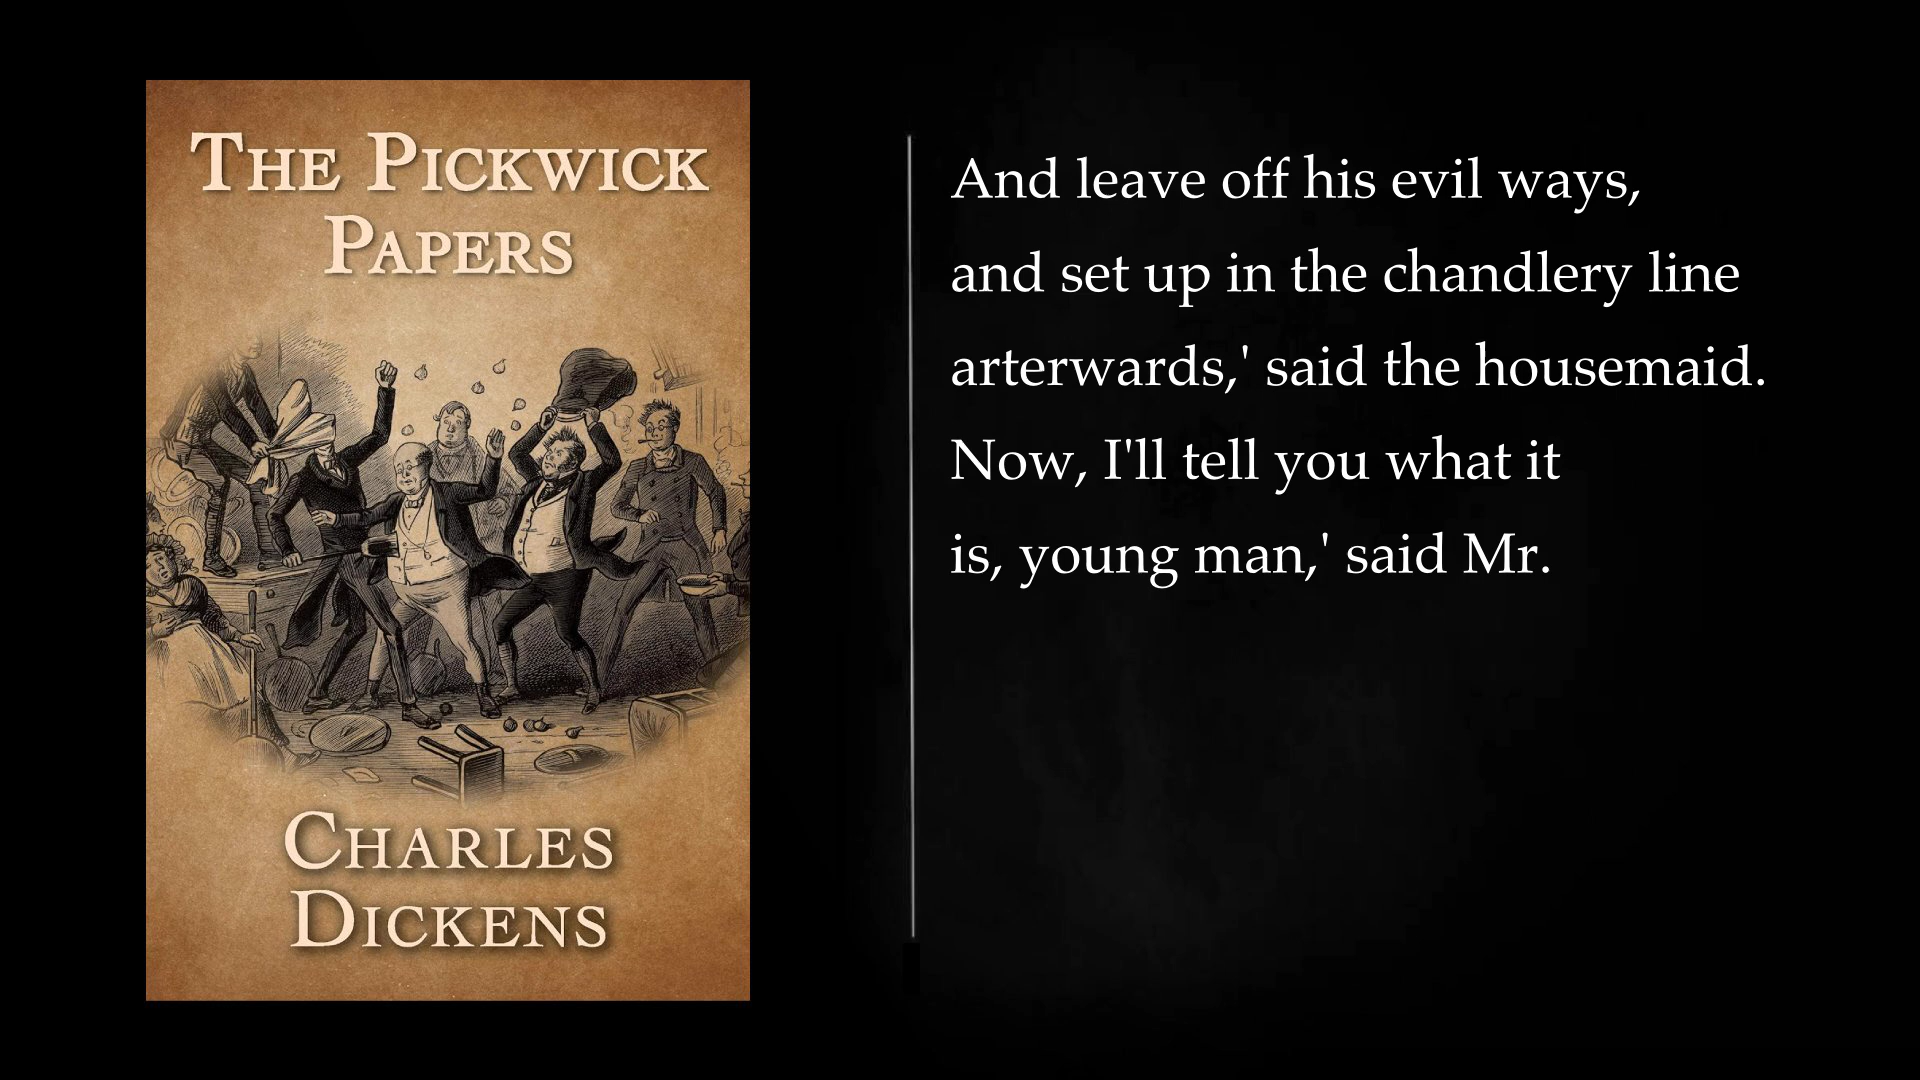 The Pickwick
Papers
Charles
Dickens
And leave off his evil ways,
and set up in the chandlery line
arterwards,' said the housemaid.
Now, I'll tell you what it
is, young man,' said Mr.